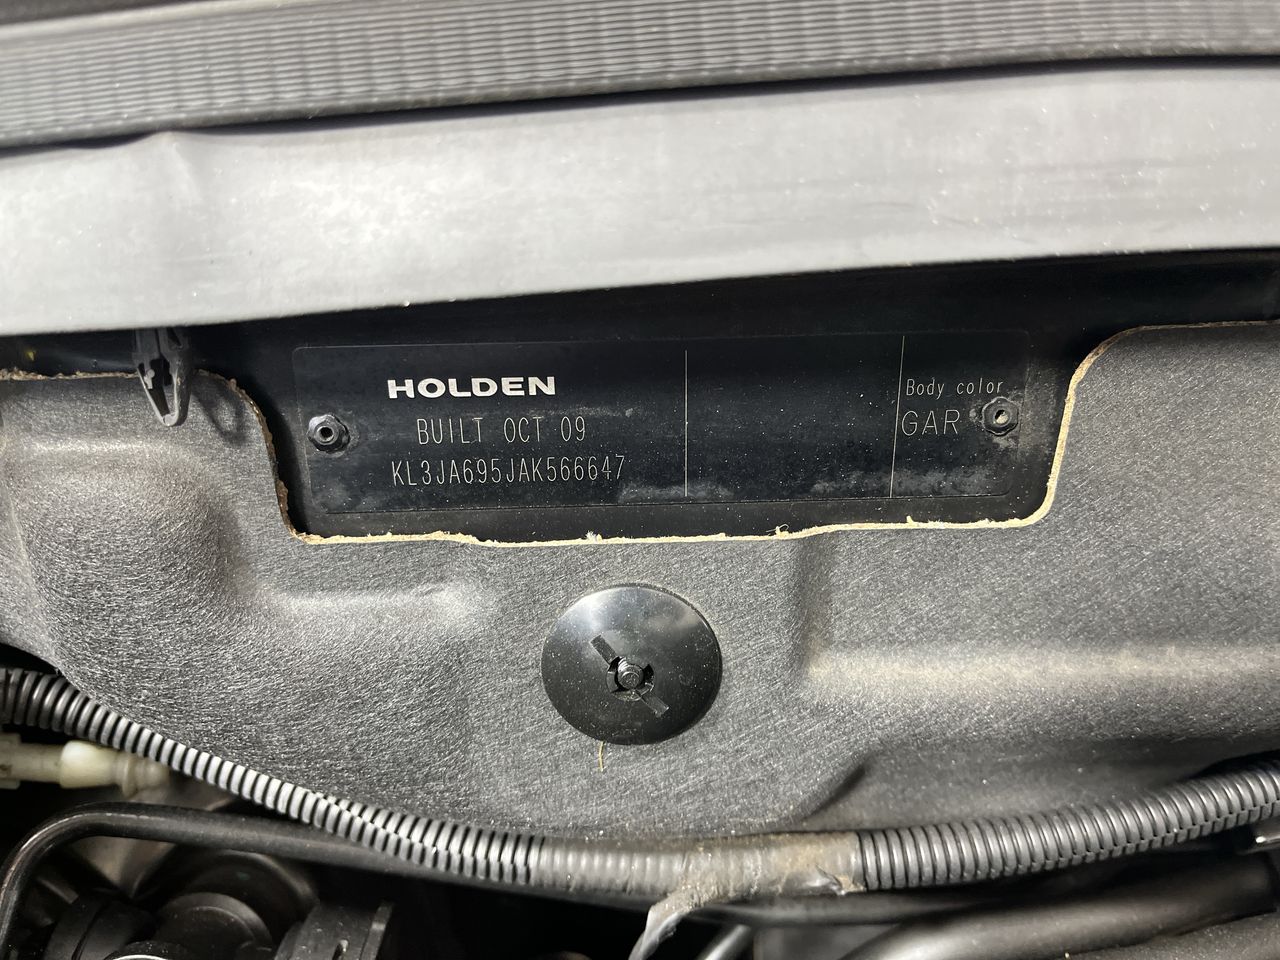 HOLDEN
BUILT OCT 09
KL3JA695JAK566647
Body color
GAR